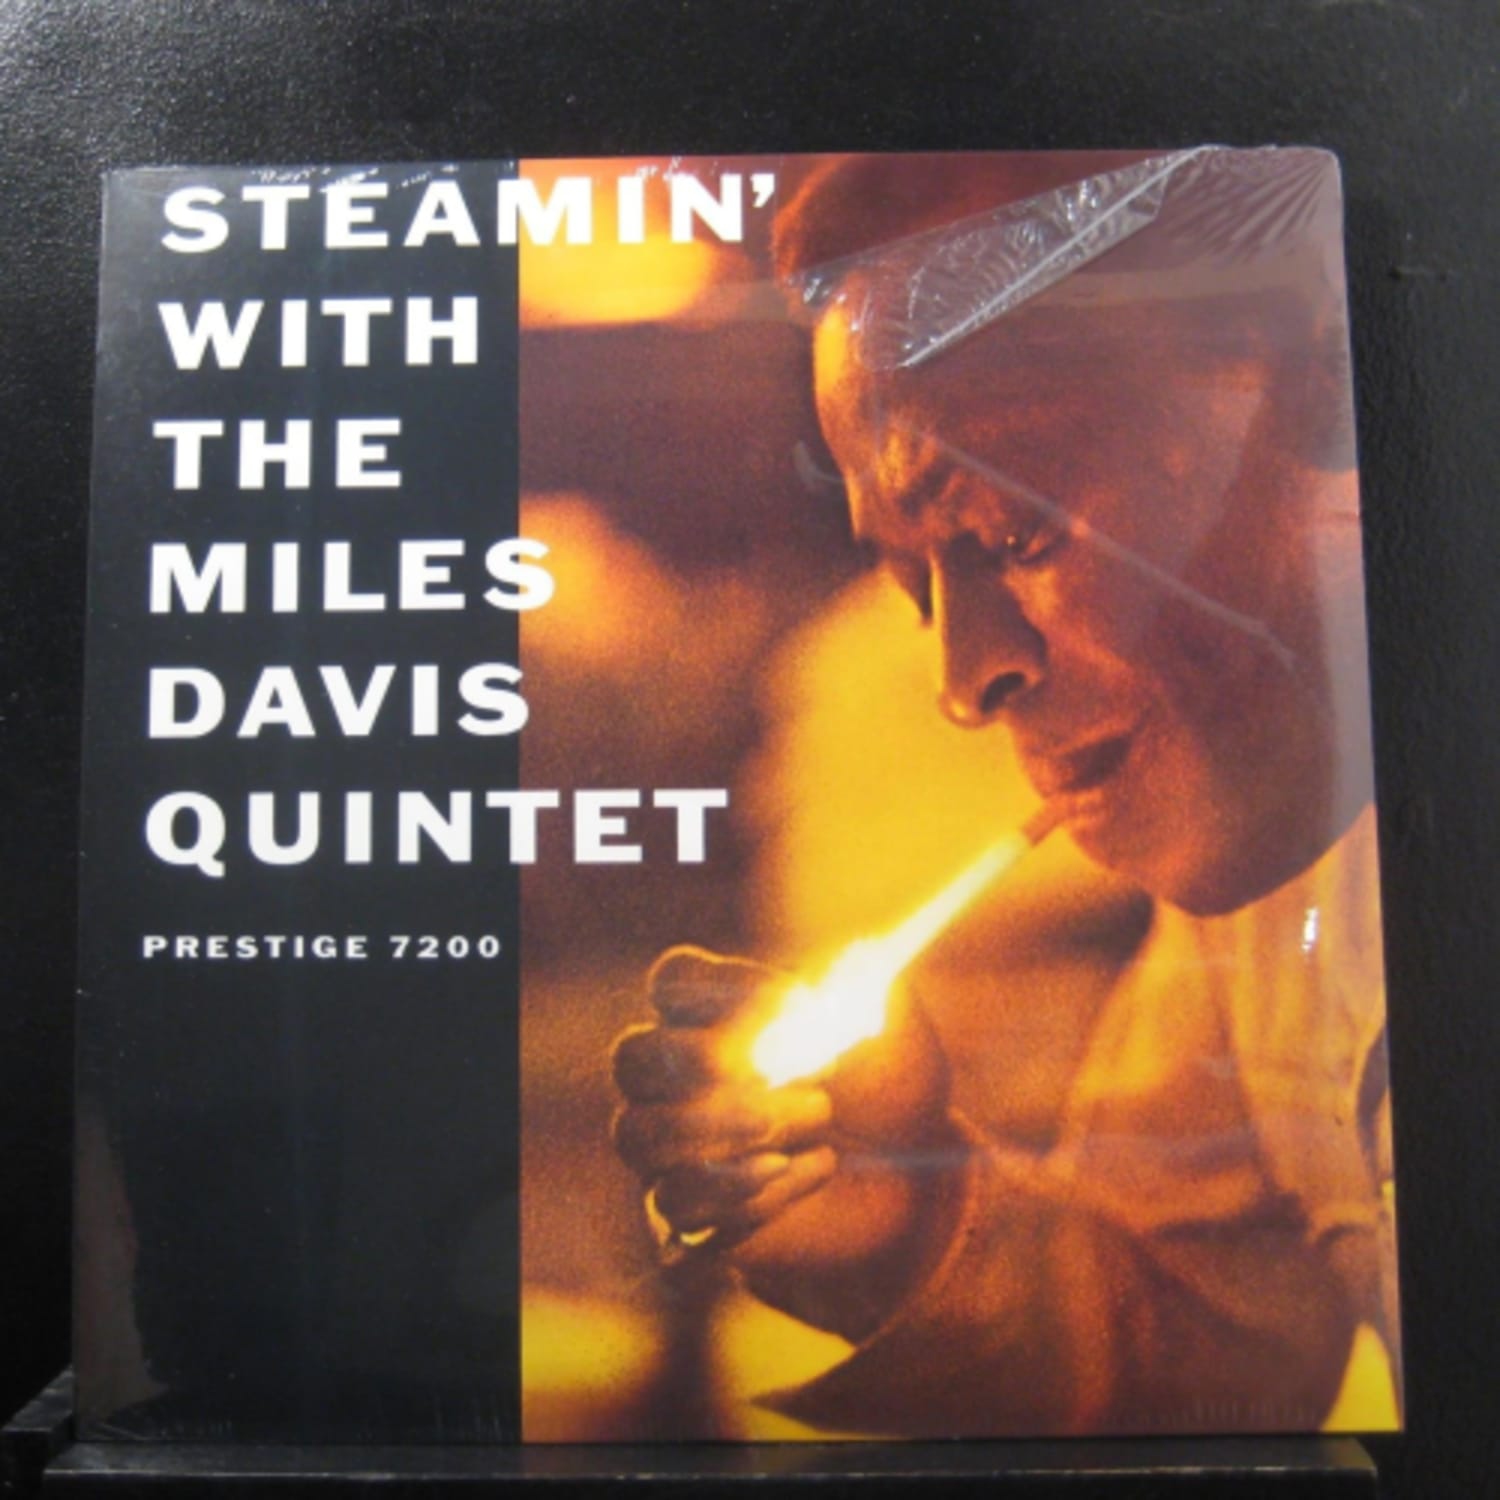 STEAMIN’
WITH
THE
MILES
DAVIS
QUINTET
PRESTIGE 7200